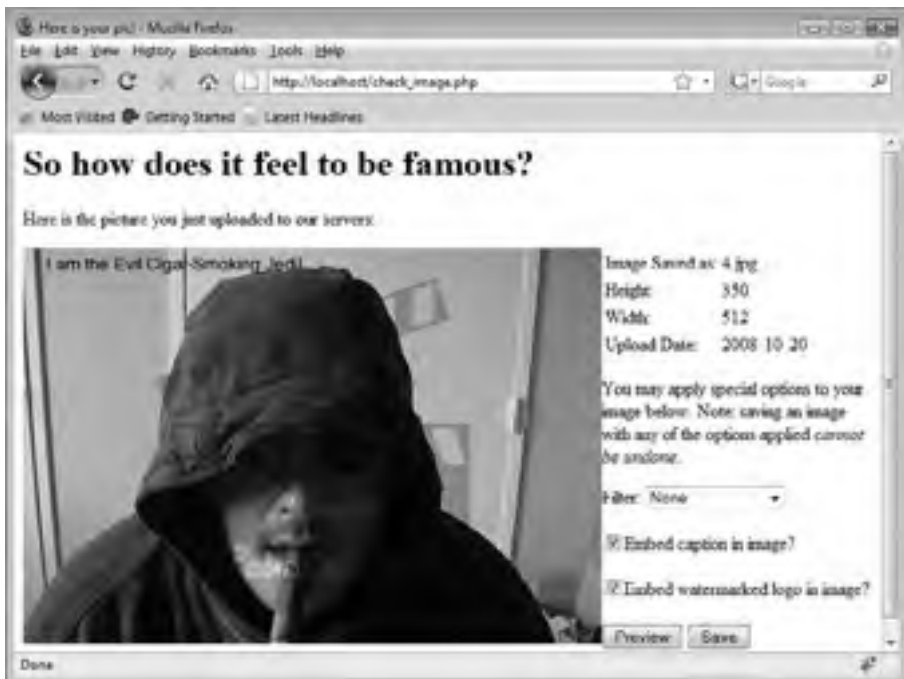 Here is your pic! - Mozilla Firefox
File Edit View History Bookmarks Tools Help
http://localhost/check_image.php
Google
Most Visited Getting Started Latest Headlines
So how does it feel to be famous?
Here is the picture you just uploaded to our servers:
I am the Evil Cigar-Smoking Jedi!
Image Saved as: 4.jpg
Height: 350
Width: 512
Upload Date: 2008-10-20
You may apply special options to your
image below. Note: saving an image
with any of the options applied cannot
be undone.
Filter: None
Embed caption in image?
Embed watermarked logo in image?
Preview Save
Done